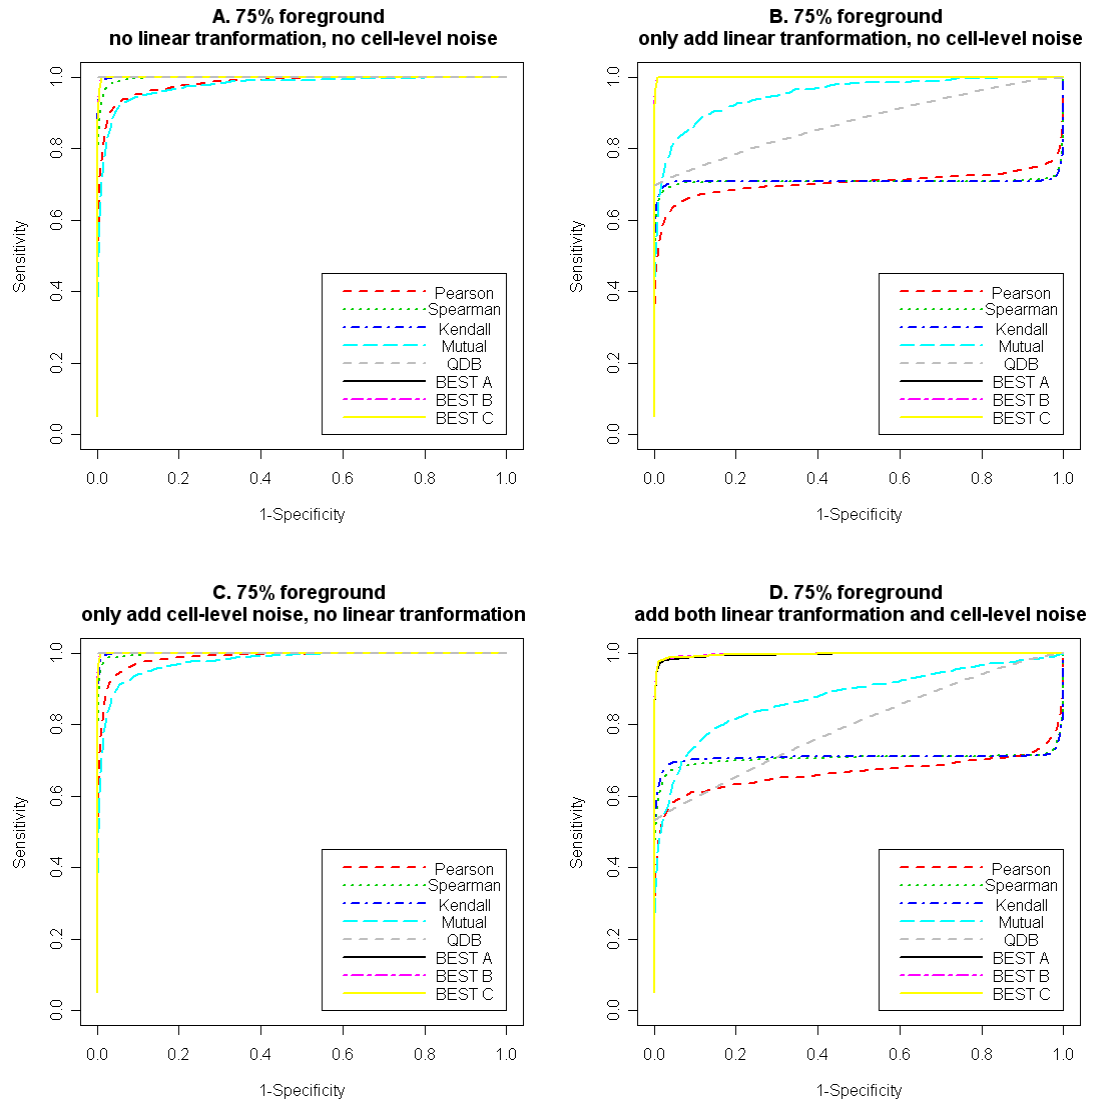 A. 75% foreground
no linear tranformation, no cell-level noise
Sensitivity
0.0 0.2 0.4 0.6 0.8 1.0
Pearson
Spearman
Kendall
Mutual
QDB
BEST A
BEST B
BEST C
0.0 0.2 0.4 0.6 0.8 1.0
1-Specificity
B. 75% foreground
only add linear tranformation, no cell-level noise
Sensitivity
0.0 0.2 0.4 0.6 0.8 1.0
Pearson
Spearman
Kendall
Mutual
QDB
BEST A
BEST B
BEST C
0.0 0.2 0.4 0.6 0.8 1.0
1-Specificity
C. 75% foreground
only add cell-level noise, no linear tranformation
Sensitivity
0.0 0.2 0.4 0.6 0.8 1.0
Pearson
Spearman
Kendall
Mutual
QDB
BEST A
BEST B
BEST C
0.0 0.2 0.4 0.6 0.8 1.0
1-Specificity
D. 75% foreground
add both linear tranformation and cell-level noise
Sensitivity
0.0 0.2 0.4 0.6 0.8 1.0
Pearson
Spearman
Kendall
Mutual
QDB
BEST A
BEST B
BEST C
0.0 0.2 0.4 0.6 0.8 1.0
1-Specificity